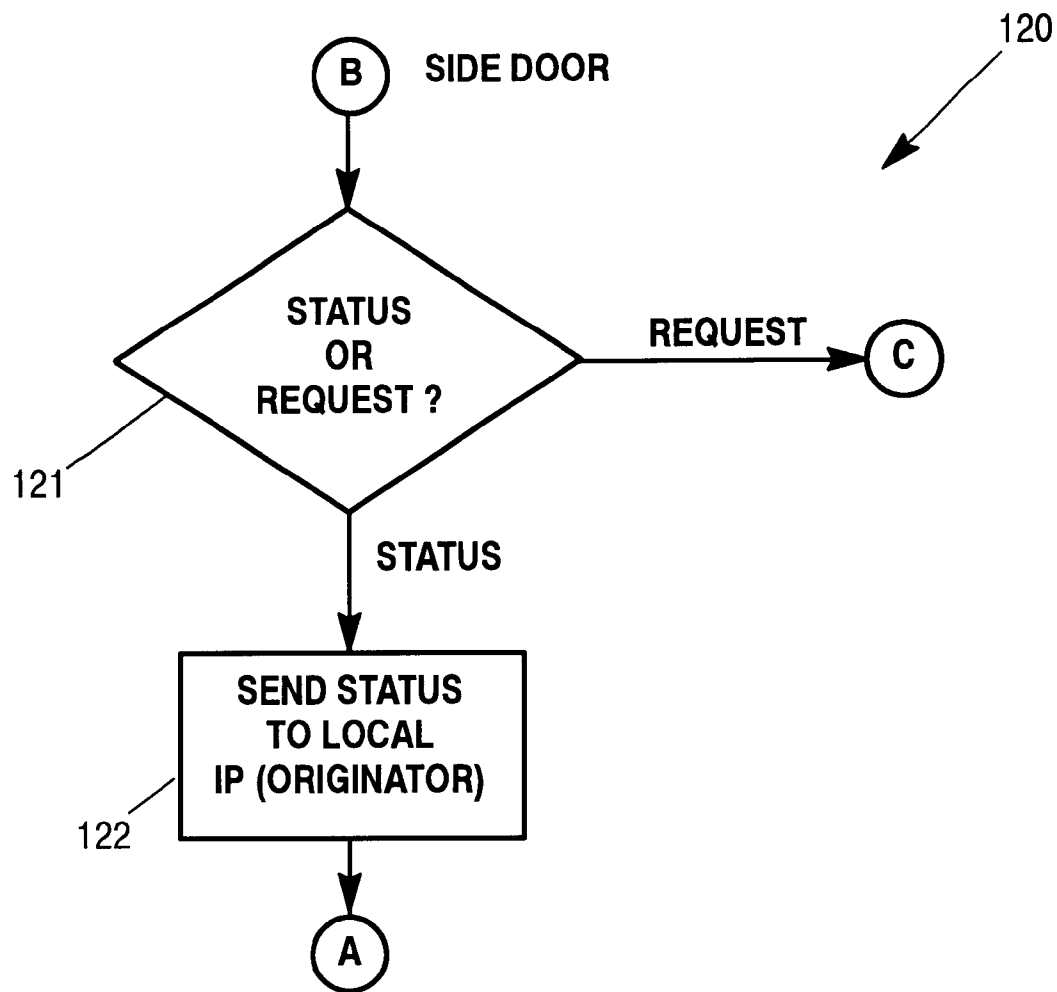 120
B SIDE DOOR
STATUS
OR
REQUEST ?
REQUEST
C
121
STATUS
SEND STATUS
TO LOCAL
IP (ORIGINATOR)
122
A